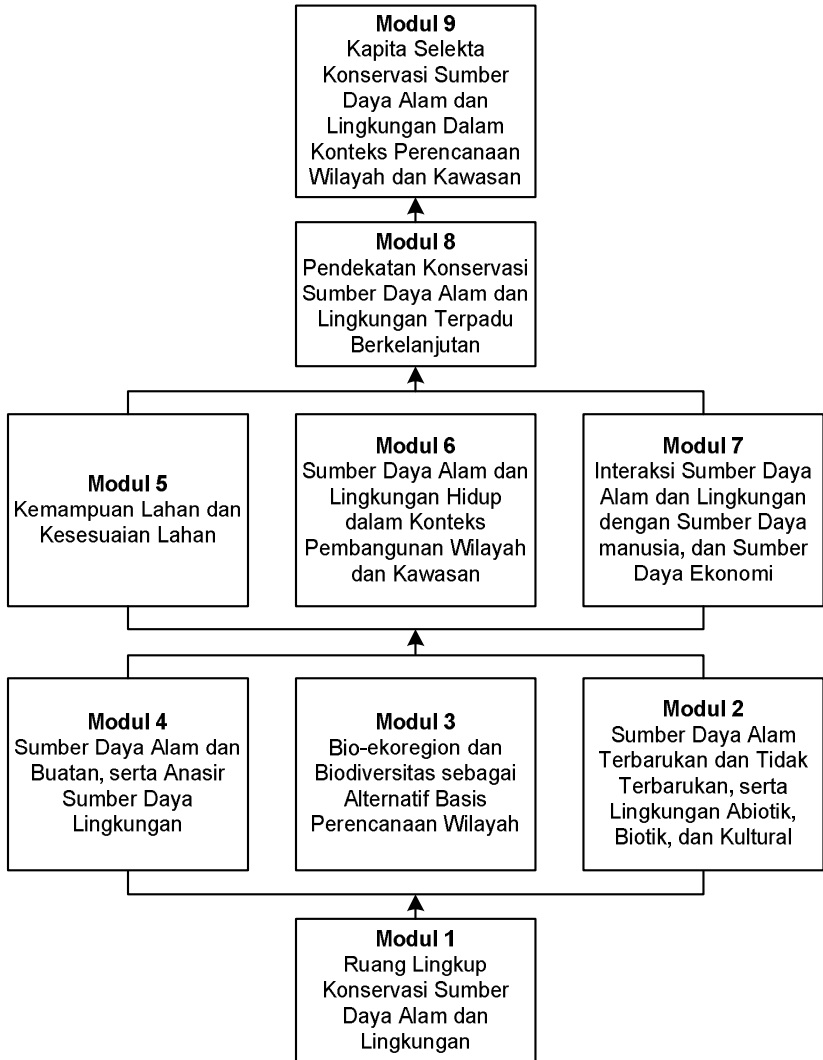 Modul 9
Kapita Selekta
Konservasi Sumber
Daya Alam dan
Lingkungan Dalam
Konteks Perencanaan
Wilayah dan Kawasan
Modul 8
Pendekatan Konservasi
Sumber Daya Alam dan
Lingkungan Terpadu
Berkelanjutan
Modul 5
Kemampuan Lahan dan
Kesesuaian Lahan
Modul 6
Sumber Daya Alam dan
Lingkungan Hidup
dalam Konteks
Pembangunan Wilayah
dan Kawasan
Modul 7
Interaksi Sumber Daya
Alam dan Lingkungan
dengan Sumber Daya
manusia, dan Sumber
Daya Ekonomi
Modul 4
Sumber Daya Alam dan
Buatan, serta Anasir
Sumber Daya
Lingkungan
Modul 3
Bio-ekoregion dan
Biodiversitas sebagai
Alternatif Basis
Perencanaan Wilayah
Modul 2
Sumber Daya Alam
Terbarukan dan Tidak
Terbarukan, serta
Lingkungan Abiotik,
Biotik, dan Kultural
Modul 1
Ruang Lingkup
Konservasi Sumber
Daya Alam dan
Lingkungan